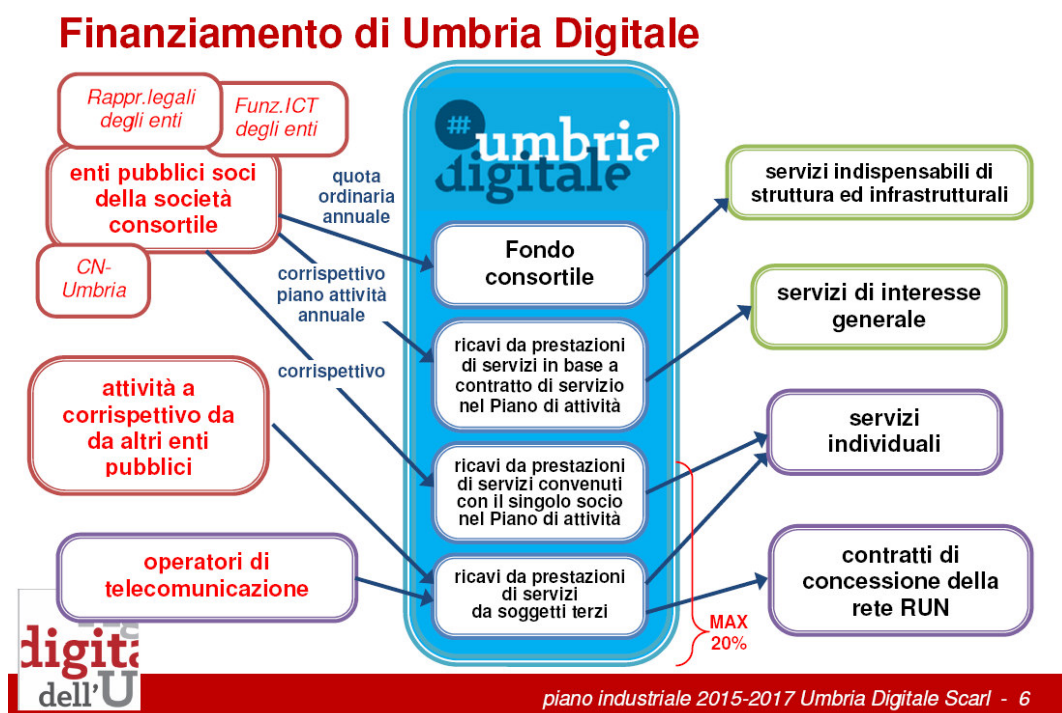 Finanziamento di Umbria Digitale
Rappr.legali
degli enti
Funz.ICT
degli enti
enti pubblici soci
della società
consortile
CN-
Umbria
attività a
corrispettivo da
da altri enti
pubblici
operatori di
telecomunicazione
quota
ordinaria
annuale
corrispettivo
piano attività
annuale
corrispettivo
#umbria
digitale
Fondo
consortile
ricavi da prestazioni
di servizi in base a
contratto di servizio
nel Piano di attività
ricavi da prestazioni
di servizi convenuti
con il singolo socio
nel Piano di attività
ricavi da prestazioni
di servizi
da soggetti terzi
MAX
20%
servizi indispensabili di
struttura ed infrastrutturali
servizi di interesse
generale
servizi
individuali
contratti di
concessione della
rete RUN
dell'U
piano industriale 2015-2017 Umbria Digitale Scarl - 6